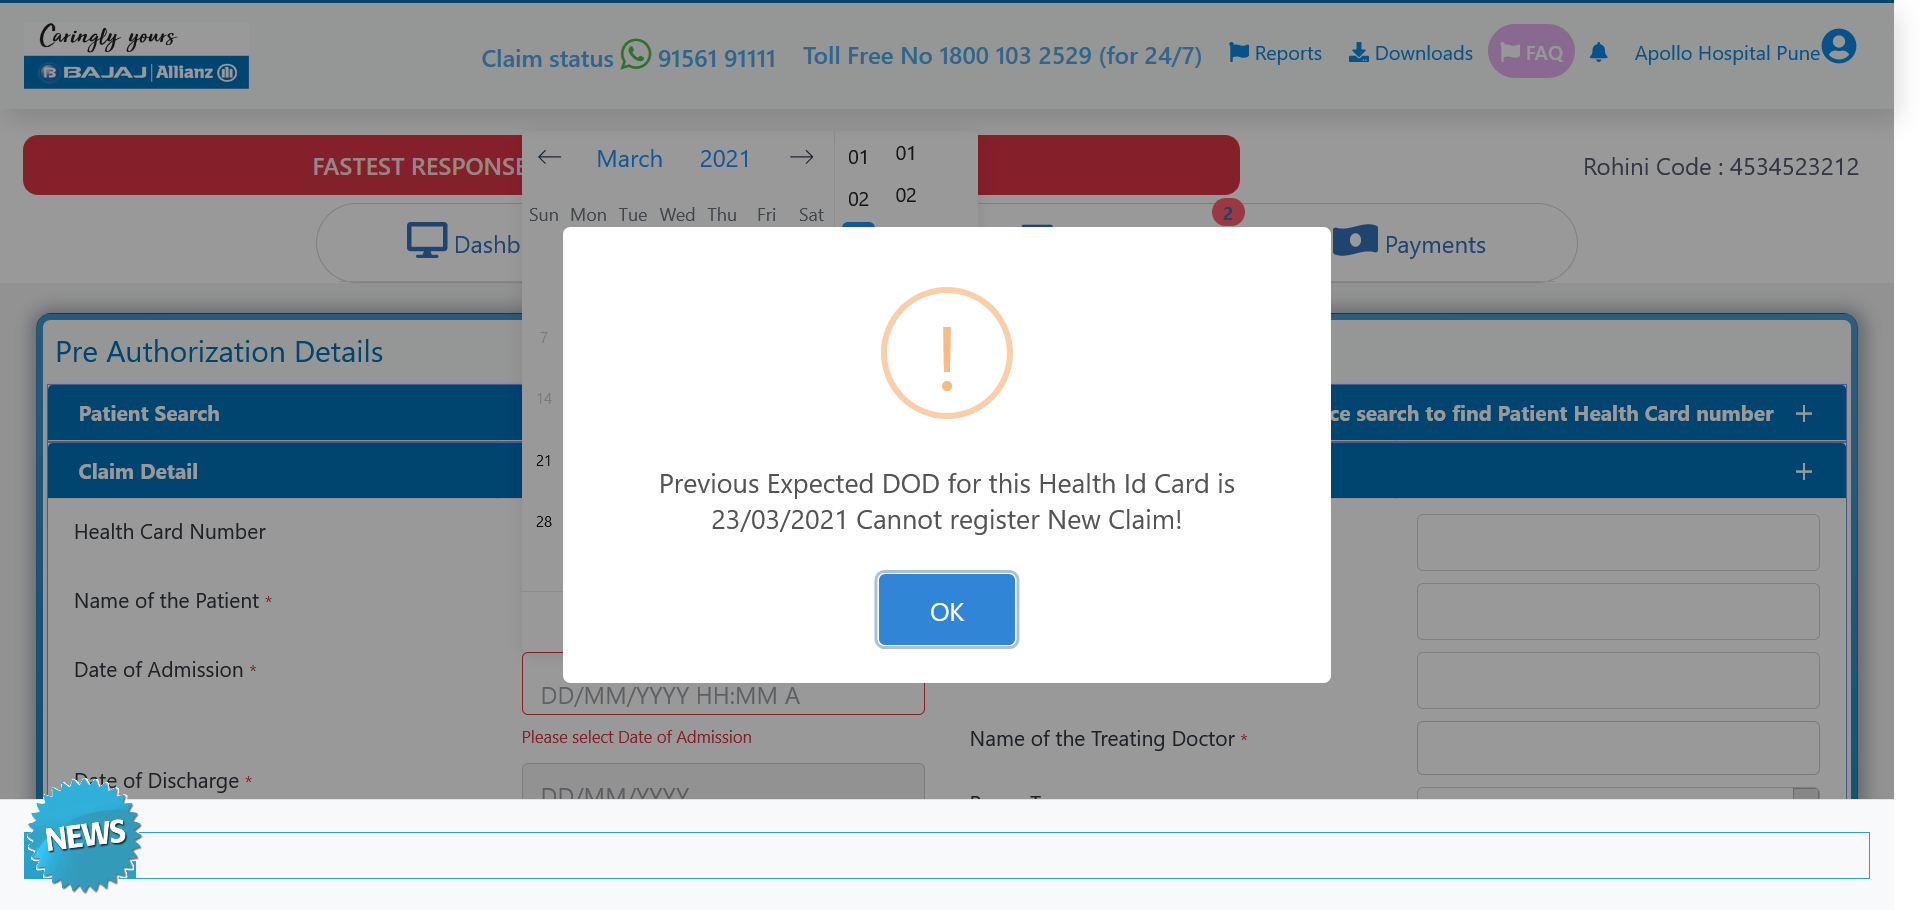 Caringly yours
BAJAJ | Allianz
Claim status 91561 91111
Toll Free No 1800 103 2529 (for 24/7)
Reports
Downloads
FAQ
Apollo Hospital Pune
FASTEST RESPONSE
Rohini Code : 4534523212
March 2021
01 01
02 02
Sun Mon Tue Wed Thu Fri Sat
2
Payments
7
14
21
28
Pre Authorization Details
Patient Search
search to find Patient Health Card number +
Claim Detail +
Previous Expected DOD for this Health Id Card is
23/03/2021 Cannot register New Claim!
OK
Health Card Number
Name of the Patient *
Date of Admission *
DD/MM/YYYY HH:MM A
Please select Date of Admission
Name of the Treating Doctor *
Date of Discharge *
DD/MM/YYYY
NEWS